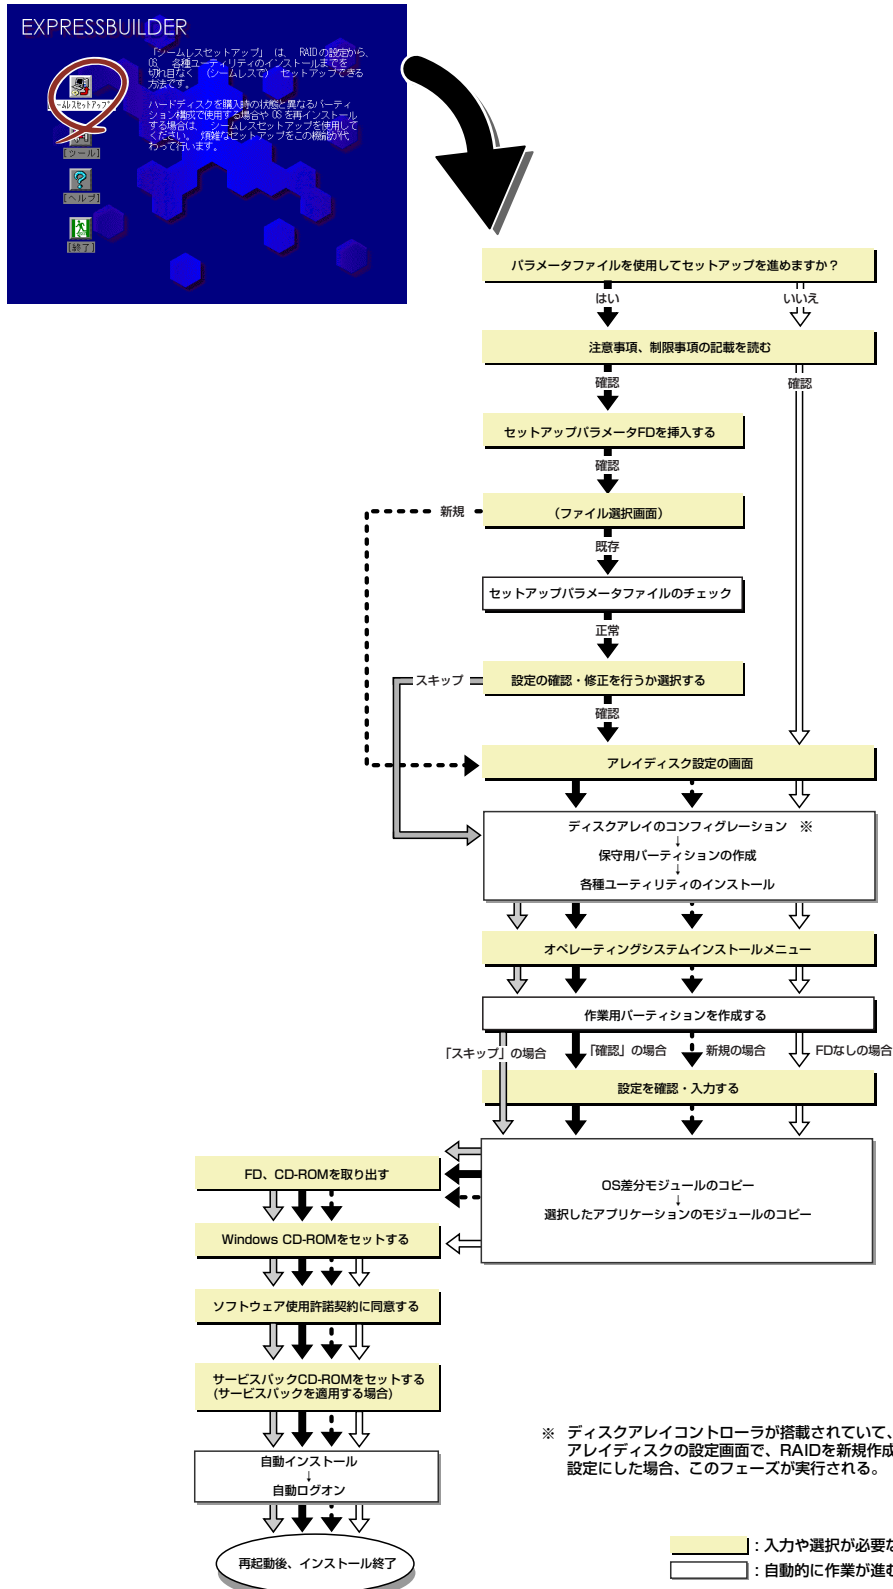 EXPRESSBUILDER
「シームレスセットアップ」 は、 RAIDの設定から、
OS、 各種ユーティリティのインストールまでを
切れ目なく （シームレスで） セットアップできる
方法です。
ハードディスクを購入時の状態と異なるパーティ
ション構成で使用する場合や OSを再インストール
する場合は、 シームレスセットアップを使用して
ください。 煩雑なセットアップをこの機能が代
わって行います。
ームレスセットアップ
[ツール]
[ヘルプ]
[終了]
パラメータファイルを使用してセットアップを進めますか？
はい
いいえ
注意事項、制限事項の記載を読む
確認
確認
セットアップパラメータFDを挿入する
確認
新規
（ファイル選択画面）
既存
セットアップパラメータファイルのチェック
正常
スキップ
設定の確認・修正を行うか選択する
確認
アレイディスク設定の画面
ディスクアレイのコンフィグレーション ※
↓
保守用パーティションの作成
↓
各種ユーティリティのインストール
オペレーティングシステムインストールメニュー
作業用パーティションを作成する
「スキップ」の場合
「確認」の場合
新規の場合
FDなしの場合
設定を確認・入力する
OS差分モジュールのコピー
↓
選択したアプリケーションのモジュールのコピー
FD、CD-ROMを取り出す
Windows CD-ROMをセットする
ソフトウェア使用許諾契約に同意する
サービスパックCD-ROMをセットする
(サービスパックを適用する場合)
自動インストール
↓
自動ログオン
再起動後、インストール終了
※ ディスクアレイコントローラが搭載されていて、
アレイディスクの設定画面で、RAIDを新規作成
設定にした場合、このフェーズが実行される。
：入力や選択が必要な
：自動的に作業が進む